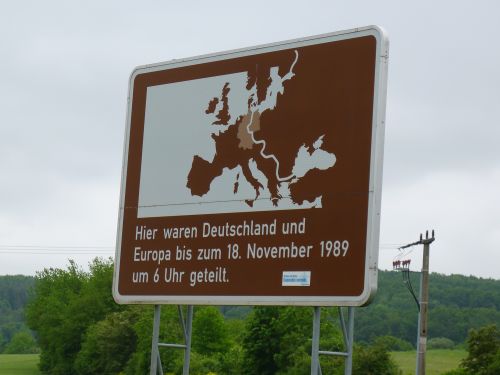 Hier waren Deutschland und
Europa bis zum 18. November 1989
um 6 Uhr geteilt.